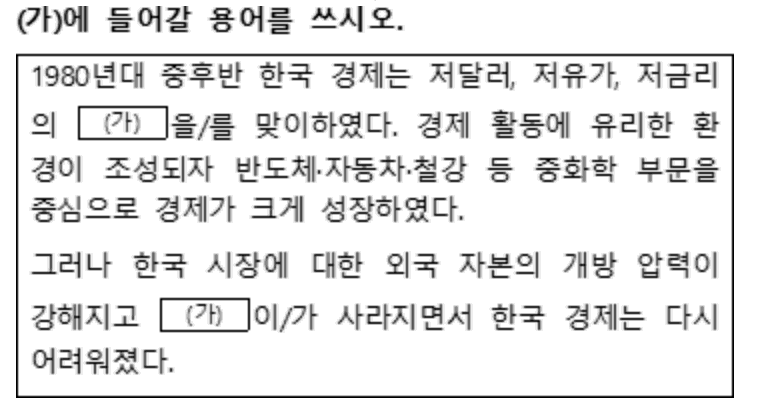 (가)에 들어갈 용어를 쓰시오.
1980년대 중후반 한국 경제는 저달러, 저유가, 저금리
의 (가) 을/를 맞이하였다. 경제 활동에 유리한 환
경이 조성되자 반도체·자동차·철강 등 중화학 부문을
중심으로 경제가 크게 성장하였다.
그러나 한국 시장에 대한 외국 자본의 개방 압력이
강해지고 (가) 이/가 사라지면서 한국 경제는 다시
어려워졌다.